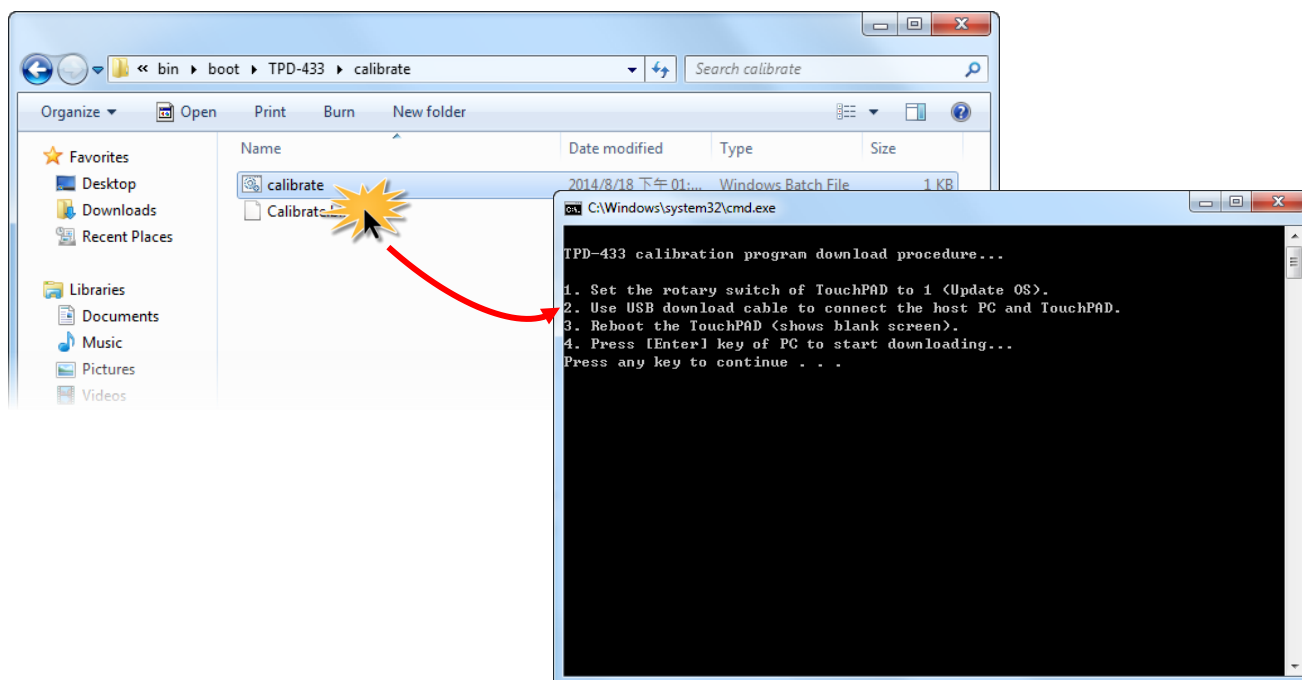 « bin ▸ boot ▸ TPD-433 ▸ calibrate
Search calibrate
Organize Open Print Burn New folder
Name Date modified Type Size
Favorites
Desktop
Downloads
Recent Places
Libraries
Documents
Music
Pictures
Videos
calibrate 2014/8/18 下午 01:... Windows Batch File 1 KB
C:\Windows\system32\cmd.exe
TPD-433 calibration program download procedure...
1. Set the rotary switch of TouchPAD to 1 (Update OS).
2. Use USB download cable to connect the host PC and TouchPAD.
3. Reboot the TouchPAD (shows blank screen).
4. Press [Enter] key of PC to start downloading...
Press any key to continue . . .